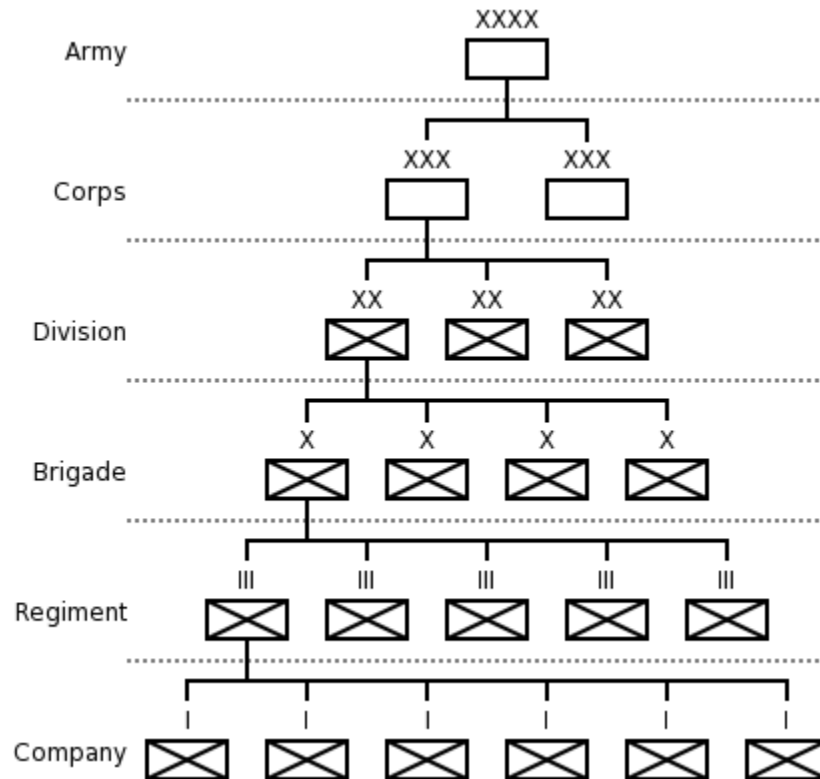 XXXX
Army
XXX XXX
Corps
XX XX XX
Division
X X X X
Brigade
III III III III III
Regiment
I I I I I I
Company